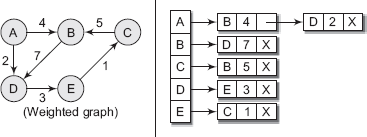 A 4 B 5 C
2 7 1
D 3 E
(Weighted graph)
A B 4 D 2 X
B D 7 X
C B 5 X
D E 3 X
E C 1 X